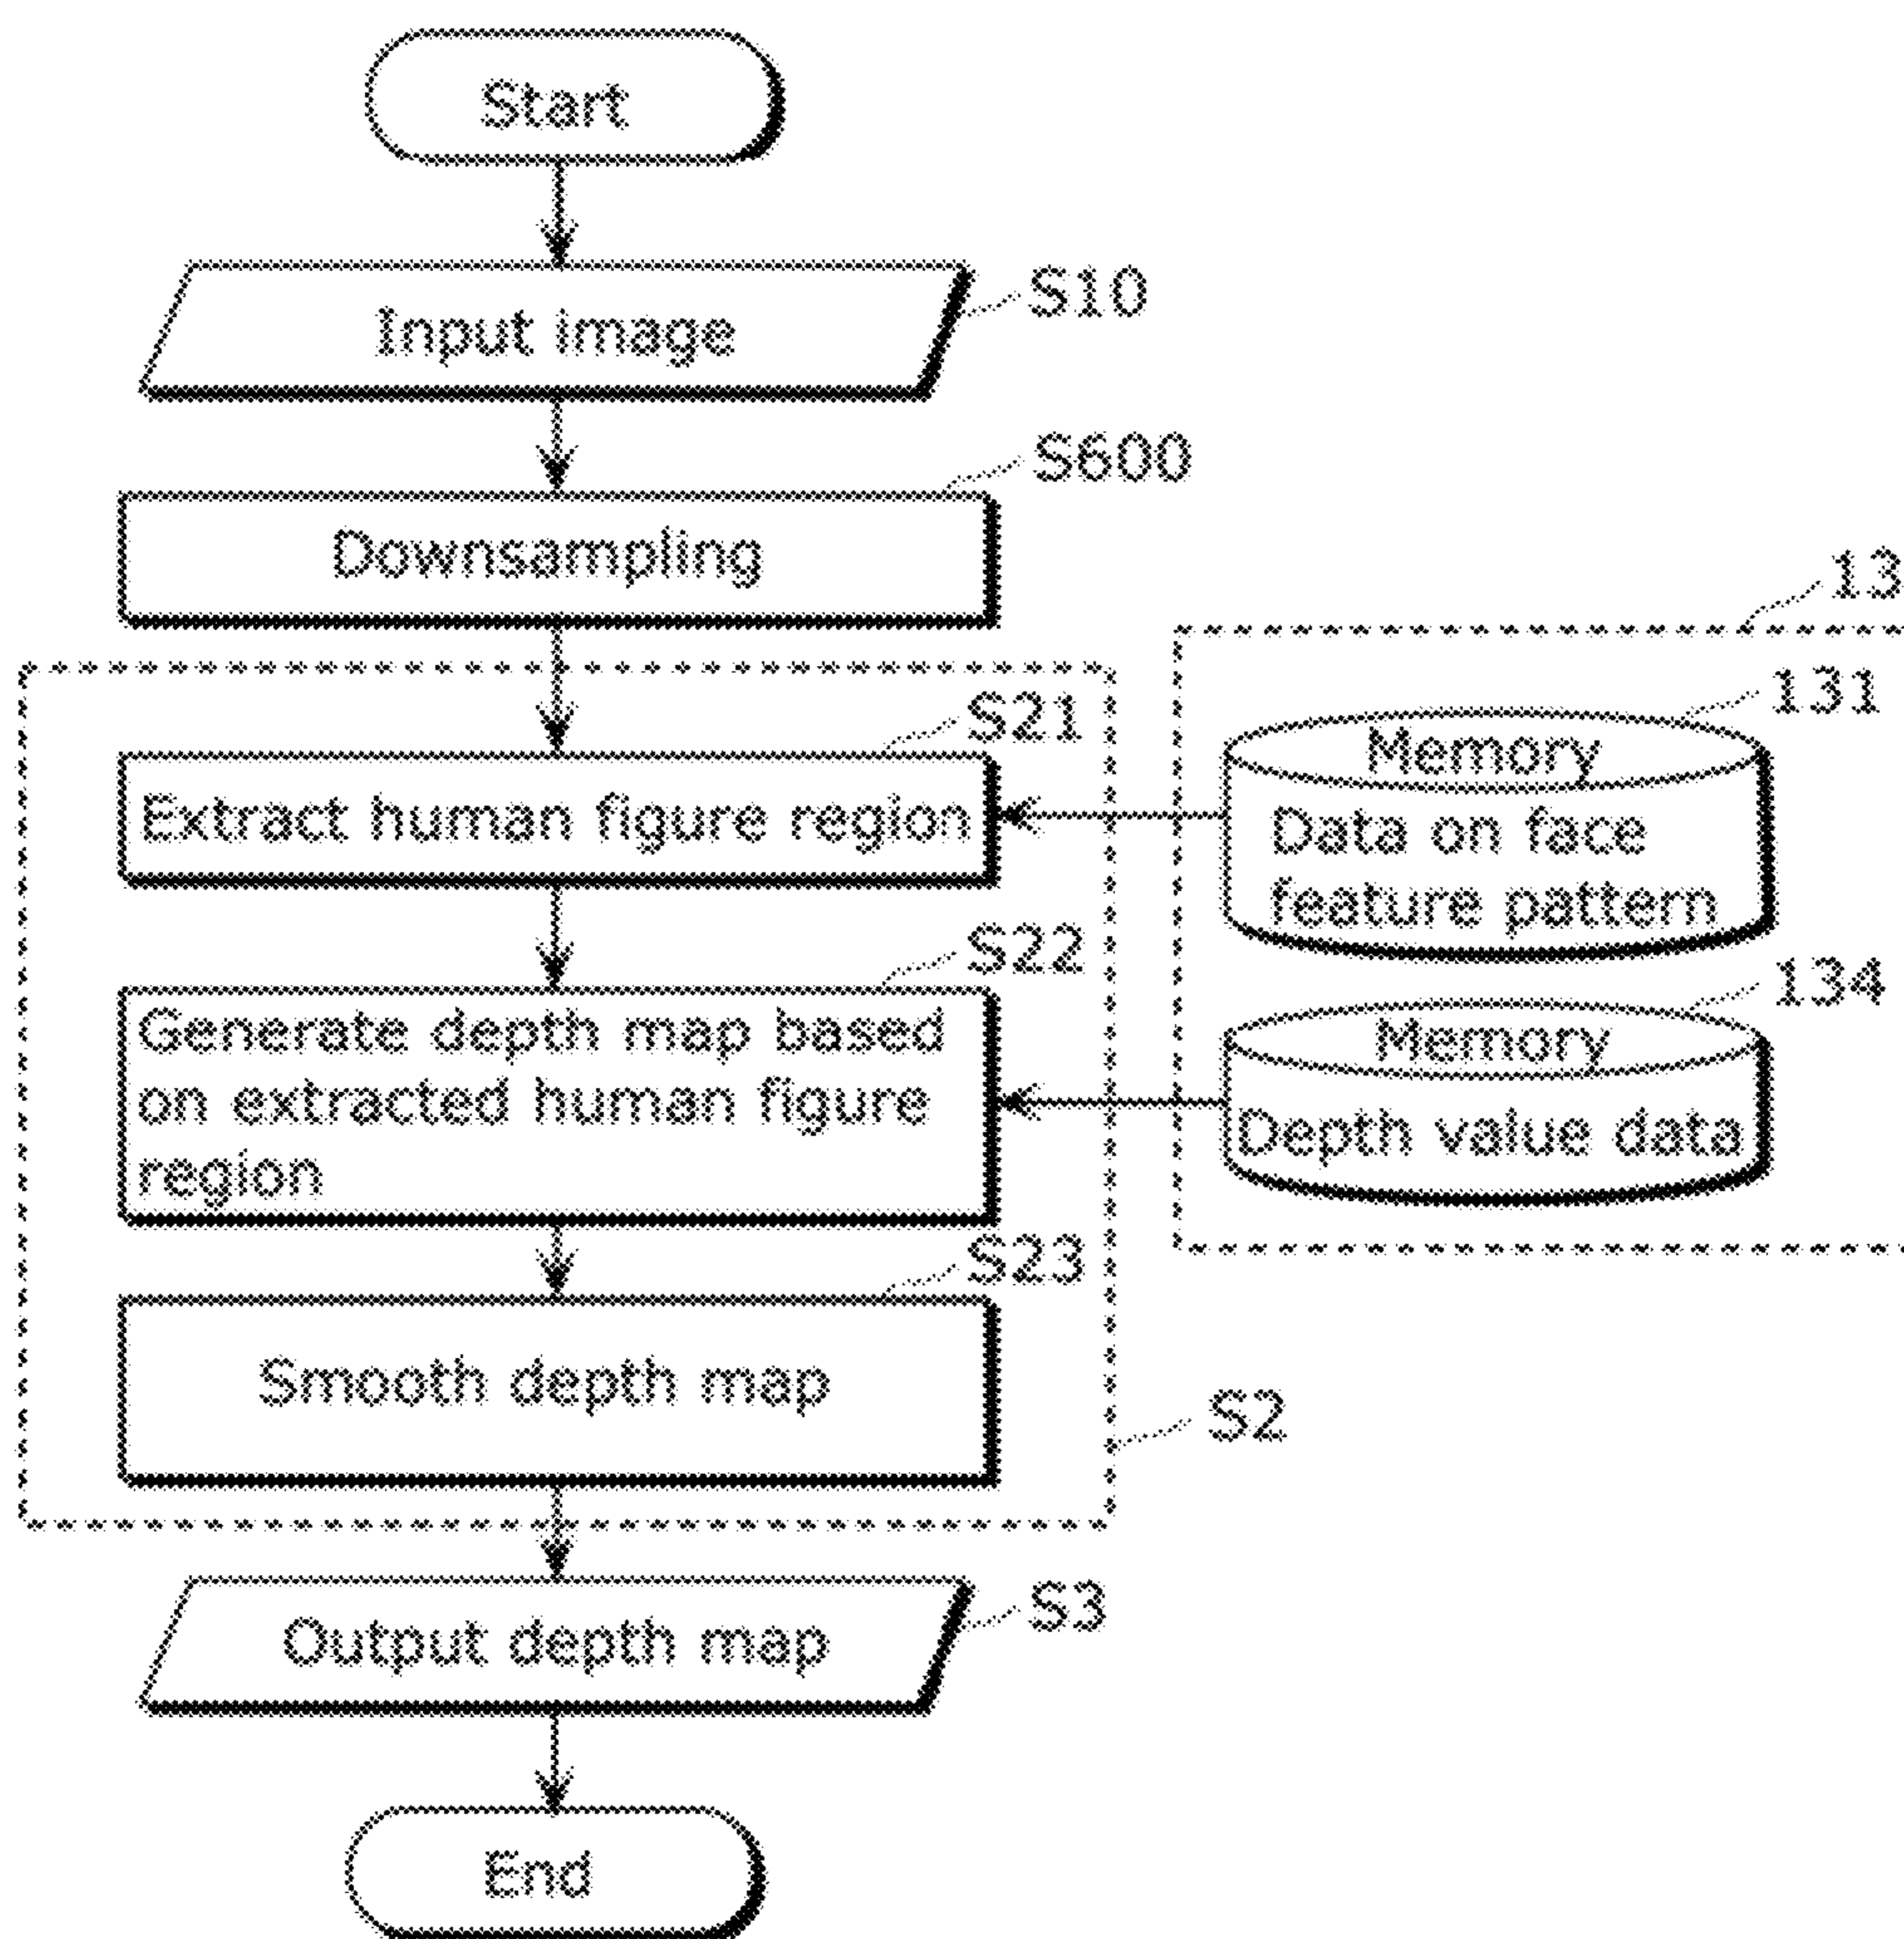 Start
Input image
S10
S600
Downsampling
13
S21
131
Extract human figure region
Memory
Data on face
feature pattern
S22
134
Generate depth map based
on extracted human figure
region
Memory
Depth value data
S23
Smooth depth map
S2
S3
Output depth map
End